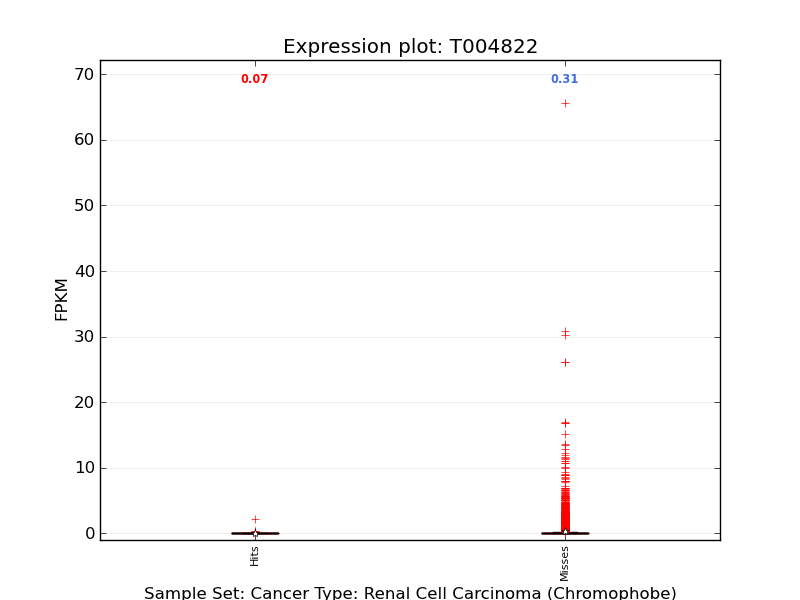 Expression plot: T004822
0.07
0.31
70
60
50
40
30
20
10
0
FPKM
Hits
Misses
Sample Set: Cancer Type: Renal Cell Carcinoma (Chromophobe)